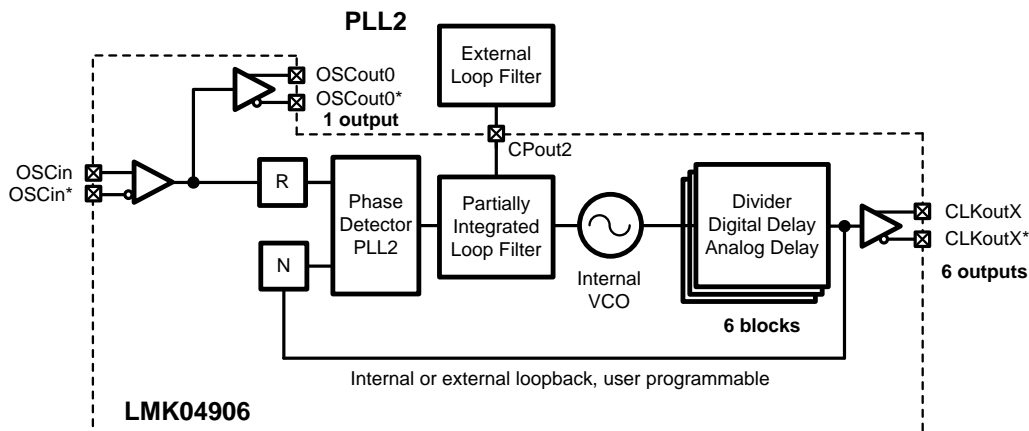 PLL2
External
Loop Filter
OSCout0
OSCout0*
1 output
CPout2
OSCin
OSCin*
R
Phase
Detector
PLL2
Partially
Integrated
Loop Filter
Divider
Digital Delay
Analog Delay
CLKoutX
CLKoutX*
6 outputs
N
Internal
VCO
6 blocks
Internal or external loopback, user programmable
LMK04906